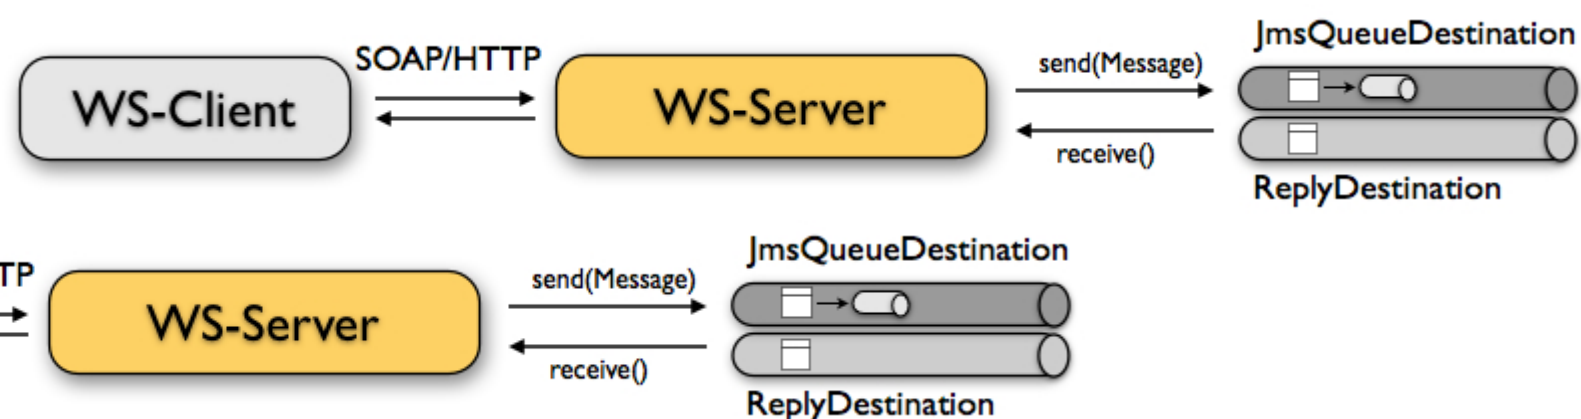 JmsQueueDestination
SOAP/HTTP
send(Message)
WS-Client
WS-Server
receive()
ReplyDestination
JmsQueueDestination
TP
send(Message)
WS-Server
receive()
ReplyDestination